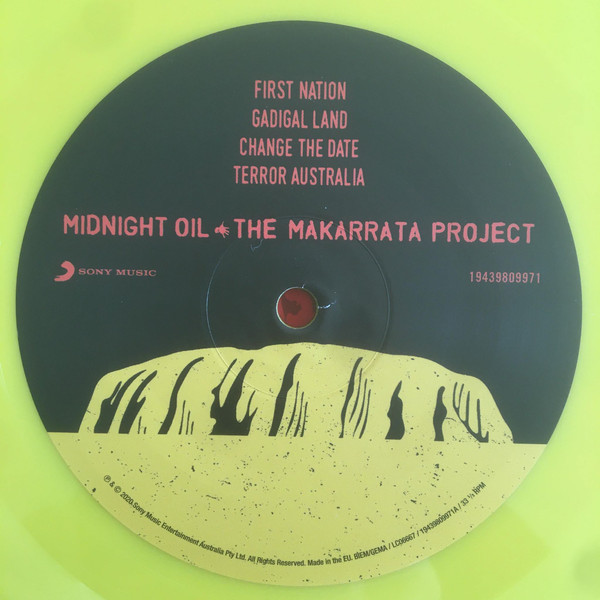 FIRST NATION
GADIGAL LAND
CHANGE THE DATE
TERROR AUSTRALIA
MIDNIGHT OIL THE MAKARRATA PROJECT
SONY MUSIC
19439809971
℗ & © 2020 Sony Music Entertainment Australia Pty Ltd. All Rights Reserved. Made in the EU. BIEM/GEMA / LC06667 / 19439809971A / 33 ⅓ RPM